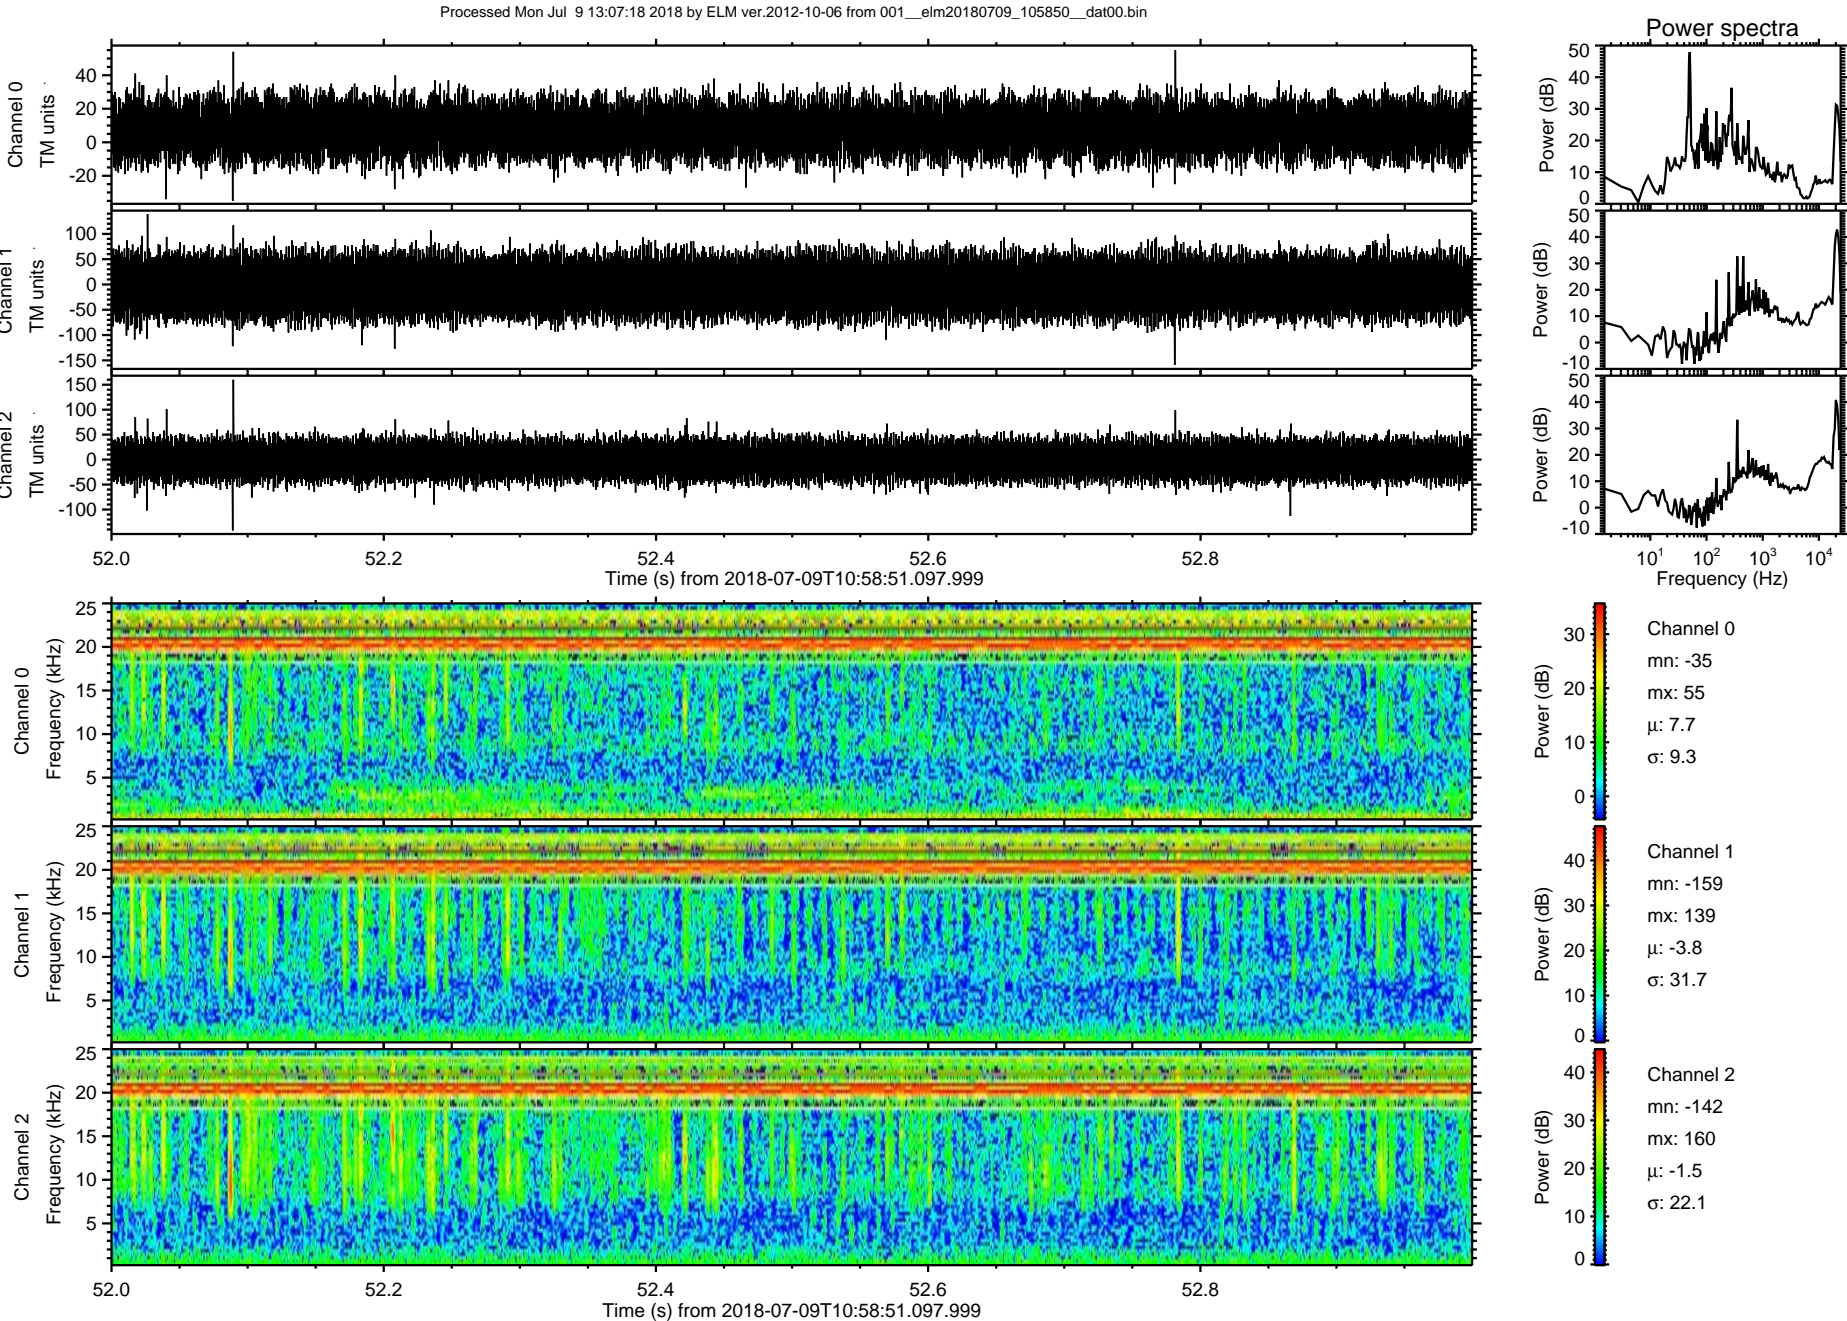 Processed Mon Jul  9 13:07:18 2018 by ELM ver.2012-10-06 from 001__elm20180709_105850__dat00.bin
Power spectra
Channel 0
TM units
40
20
0
-20
Power (dB)
50
40
30
20
10
0
Channel 1
TM units
100
50
0
-50
-100
-150
Power (dB)
50
40
30
20
10
0
-10
Channel 2
TM units
150
100
50
0
-50
-100
Power (dB)
50
40
30
20
10
0
-10
52.0 52.2 52.4 52.6 52.8
Time (s) from 2018-07-09T10:58:51.097.999
10^1 10^2 10^3 10^4
Frequency (Hz)
Channel 0
Frequency (kHz)
25
20
15
10
5
Power (dB)
30
20
10
0
Channel 0
mn: -35
mx: 55
μ: 7.7
σ: 9.3
Channel 1
Frequency (kHz)
25
20
15
10
5
Power (dB)
40
30
20
10
0
Channel 1
mn: -159
mx: 139
μ: -3.8
σ: 31.7
Channel 2
Frequency (kHz)
25
20
15
10
5
Power (dB)
40
30
20
10
0
Channel 2
mn: -142
mx: 160
μ: -1.5
σ: 22.1
52.0 52.2 52.4 52.6 52.8
Time (s) from 2018-07-09T10:58:51.097.999